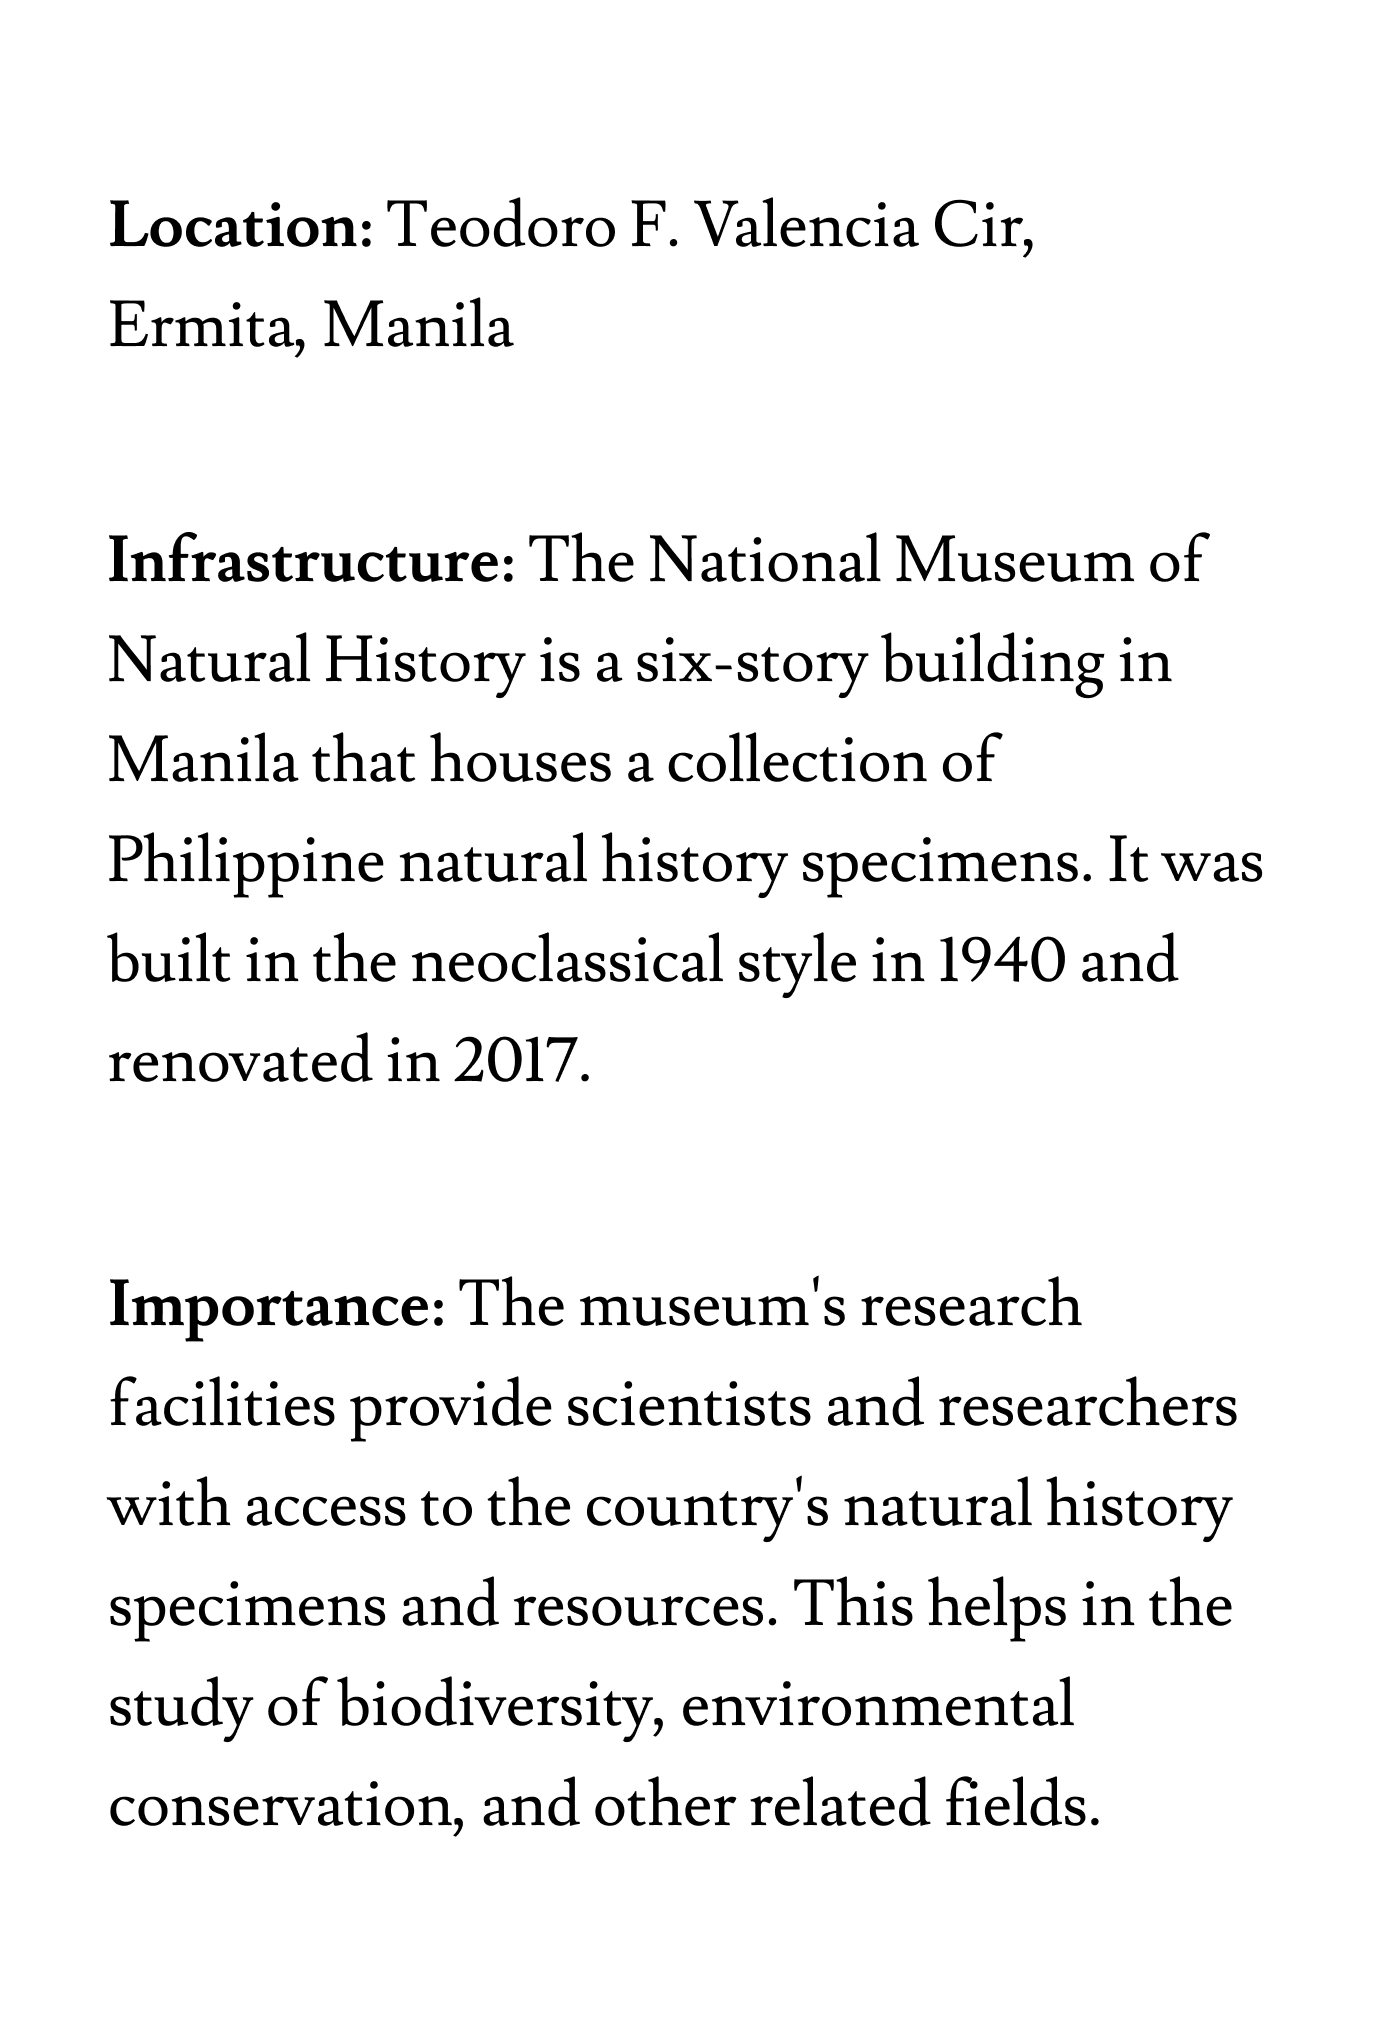 Location: Teodoro F. Valencia Cir,
Ermita, Manila
Infrastructure: The National Museum of
Natural History is a six-story building in
Manila that houses a collection of
Philippine natural history specimens. It was
built in the neoclassical style in 1940 and
renovated in 2017.
Importance: The museum's research
facilities provide scientists and researchers
with access to the country's natural history
specimens and resources. This helps in the
study of biodiversity, environmental
conservation, and other related fields.